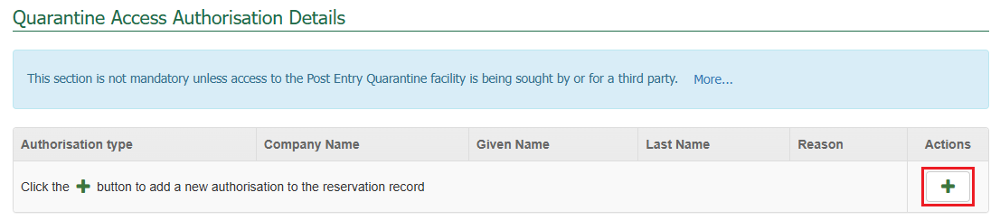 Quarantine Access Authorisation Details
This section is not mandatory unless access to the Post Entry Quarantine facility is being sought by or for a third party. More...
Authorisation type Company Name Given Name Last Name Reason Actions
Click the + button to add a new authorisation to the reservation record +